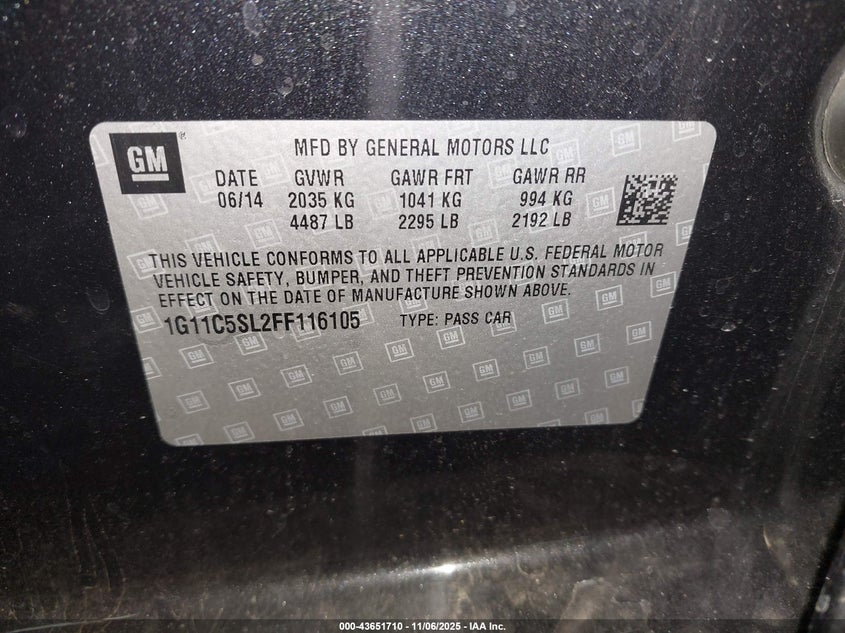 GM ®
MFD BY GENERAL MOTORS LLC
DATE GVWR GAWR FRT GAWR RR
06/14 2035 KG 1041 KG 994 KG
4487 LB 2295 LB 2192 LB
THIS VEHICLE CONFORMS TO ALL APPLICABLE U.S. FEDERAL MOTOR
VEHICLE SAFETY, BUMPER, AND THEFT PREVENTION STANDARDS IN
EFFECT ON THE DATE OF MANUFACTURE SHOWN ABOVE.
1G11C5SL2FF116105 TYPE: PASS CAR
000-43651710 | 11/06/2025 - IAA Inc.